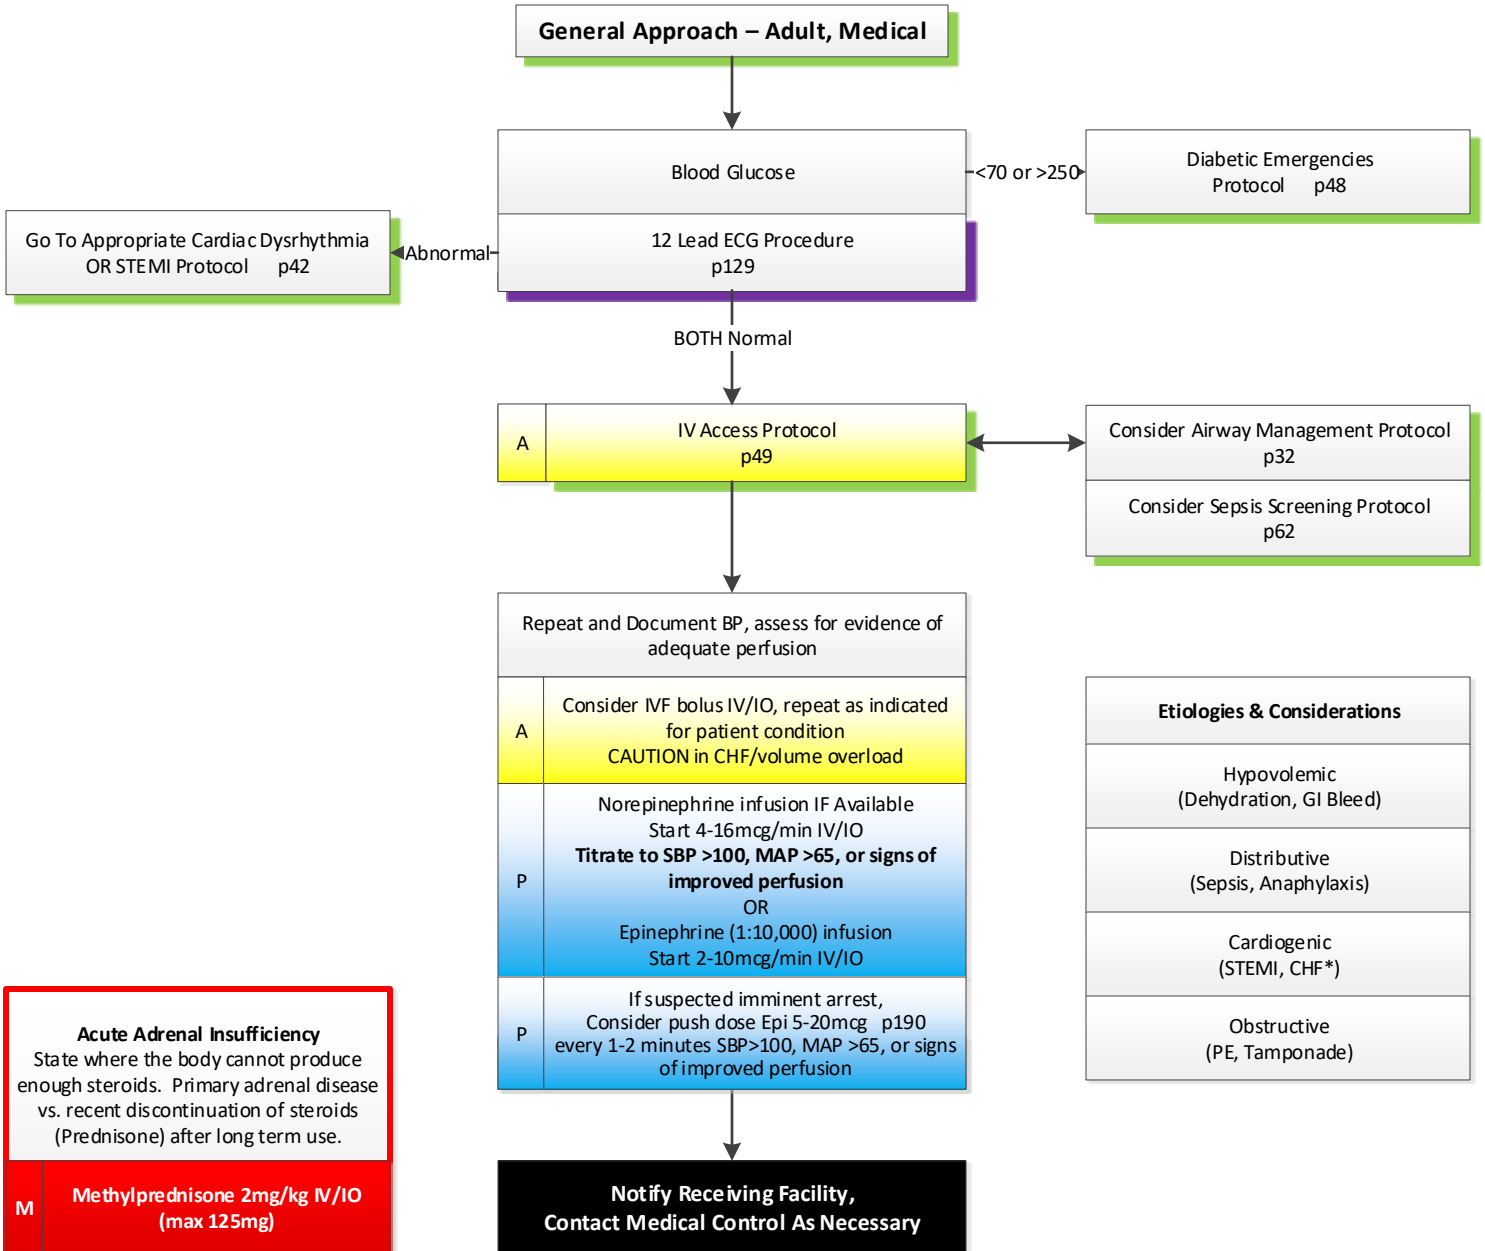 General Approach – Adult, Medical
Blood Glucose
<70 or >250
Diabetic Emergencies
Protocol p48
Go To Appropriate Cardiac Dysrhythmia
OR STEMI Protocol p42
Abnormal
12 Lead ECG Procedure
p129
BOTH Normal
A
IV Access Protocol
p49
Consider Airway Management Protocol
p32
Consider Sepsis Screening Protocol
p62
Repeat and Document BP, assess for evidence of
adequate perfusion
A
Consider IVF bolus IV/IO, repeat as indicated
for patient condition
CAUTION in CHF/volume overload
P
Norepinephrine infusion IF Available
Start 4-16mcg/min IV/IO
Titrate to SBP >100, MAP >65, or signs of
improved perfusion
OR
Epinephrine (1:10,000) infusion
Start 2-10mcg/min IV/IO
P
If suspected imminent arrest,
Consider push dose Epi 5-20mcg p190
every 1-2 minutes SBP>100, MAP >65, or signs
of improved perfusion
Etiologies & Considerations
Hypovolemic
(Dehydration, GI Bleed)
Distributive
(Sepsis, Anaphylaxis)
Cardiogenic
(STEMI, CHF*)
Obstructive
(PE, Tamponade)
Acute Adrenal Insufficiency
State where the body cannot produce
enough steroids. Primary adrenal disease
vs. recent discontinuation of steroids
(Prednisone) after long term use.
M
Methylprednisone 2mg/kg IV/IO
(max 125mg)
Notify Receiving Facility,
Contact Medical Control As Necessary